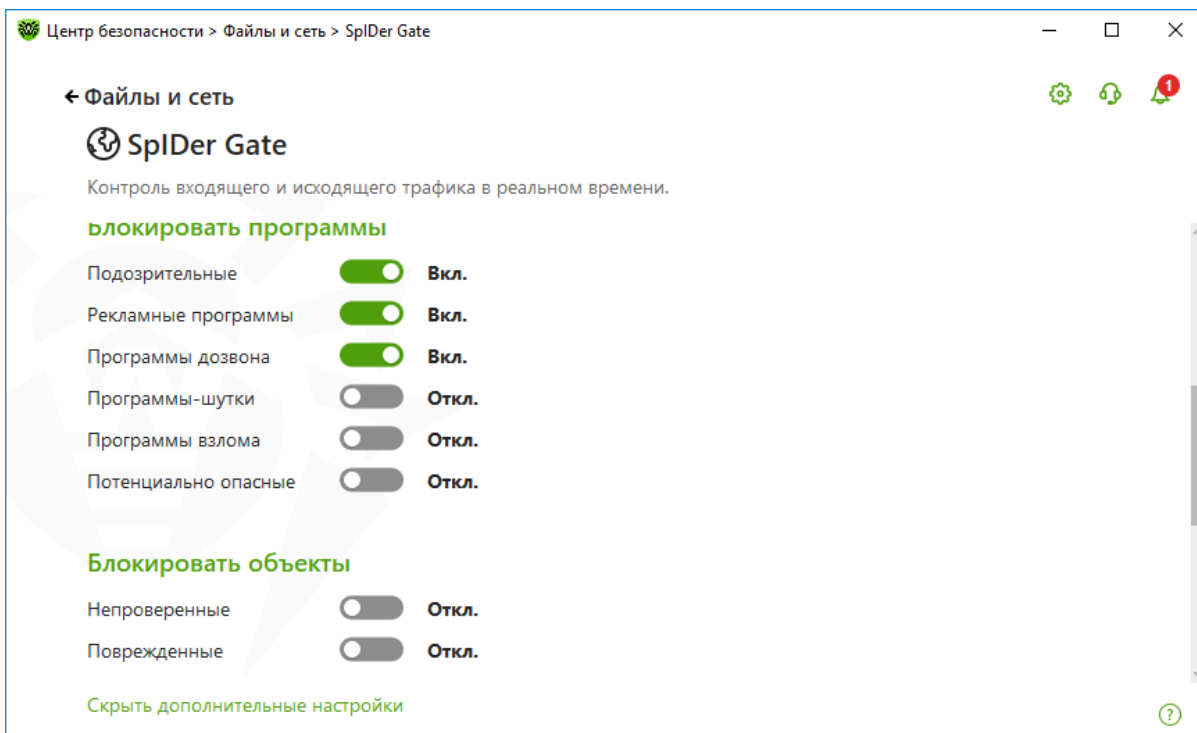 Центр безопасности > Файлы и сеть > SpIDer Gate
Файлы и сеть
1
SpIDer Gate
Контроль входящего и исходящего трафика в реальном времени.
Блокировать программы
Подозрительные Вкл.
Рекламные программы Вкл.
Программы дозвона Вкл.
Программы-шутки Откл.
Программы взлома Откл.
Потенциально опасные Откл.
Блокировать объекты
Непроверенные Откл.
Поврежденные Откл.
Скрыть дополнительные настройки
?